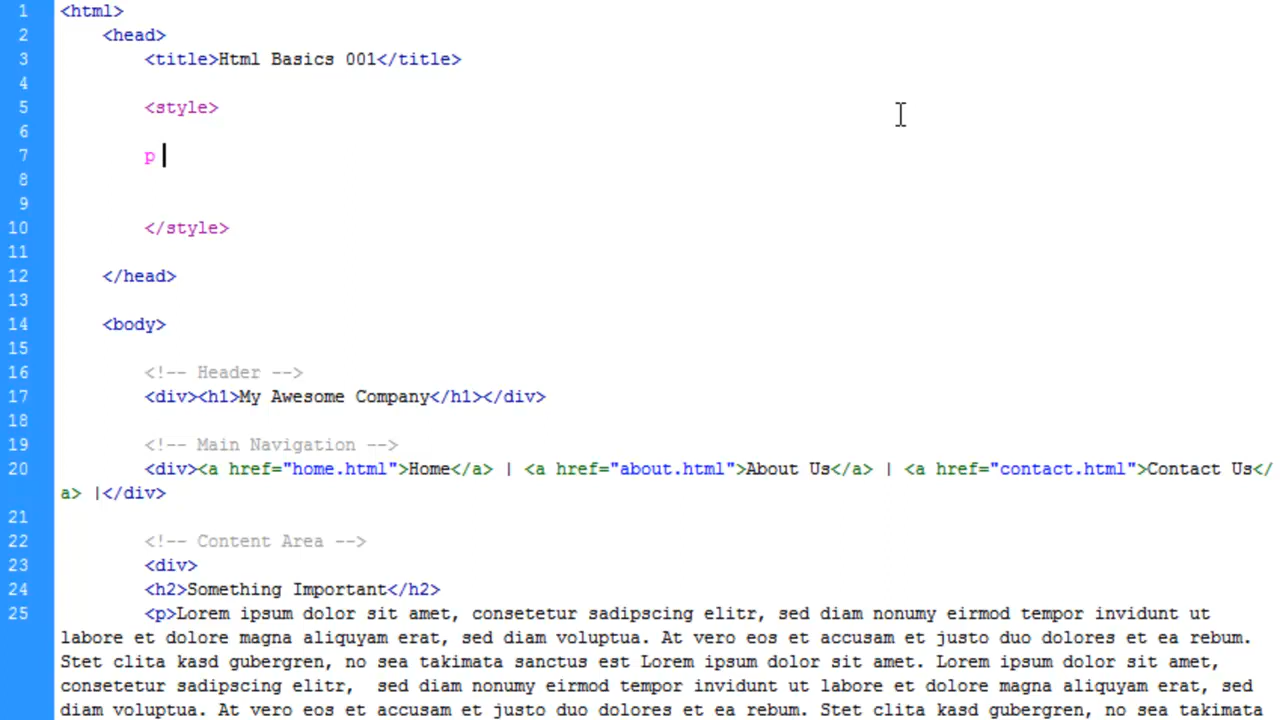 1 <html>
2 <head>
3 <title>Html Basics 001</title>
4
5 <style>
6
7 p
8
9
10 </style>
11
12 </head>
13
14 <body>
15
16 <!-- Header -->
17 <div><h1>My Awesome Company</h1></div>
18
19 <!-- Main Navigation -->
20 <div><a href="home.html">Home</a> | <a href="about.html">About Us</a> | <a href="contact.html">Contact Us</
a> |</div>
21
22 <!-- Content Area -->
23 <div>
24 <h2>Something Important</h2>
25 <p>Lorem ipsum dolor sit amet, consetetur sadipscing elitr, sed diam nonumy eirmod tempor invidunt ut
labore et dolore magna aliquyam erat, sed diam voluptua. At vero eos et accusam et justo duo dolores et ea rebum.
Stet clita kasd gubergren, no sea takimata sanctus est Lorem ipsum dolor sit amet. Lorem ipsum dolor sit amet,
consetetur sadipscing elitr,  sed diam nonumy eirmod tempor invidunt ut labore et dolore magna aliquyam erat, sed
diam voluptua. At vero eos et accusam et justo duo dolores et ea rebum. Stet clita kasd gubergren, no sea takimata